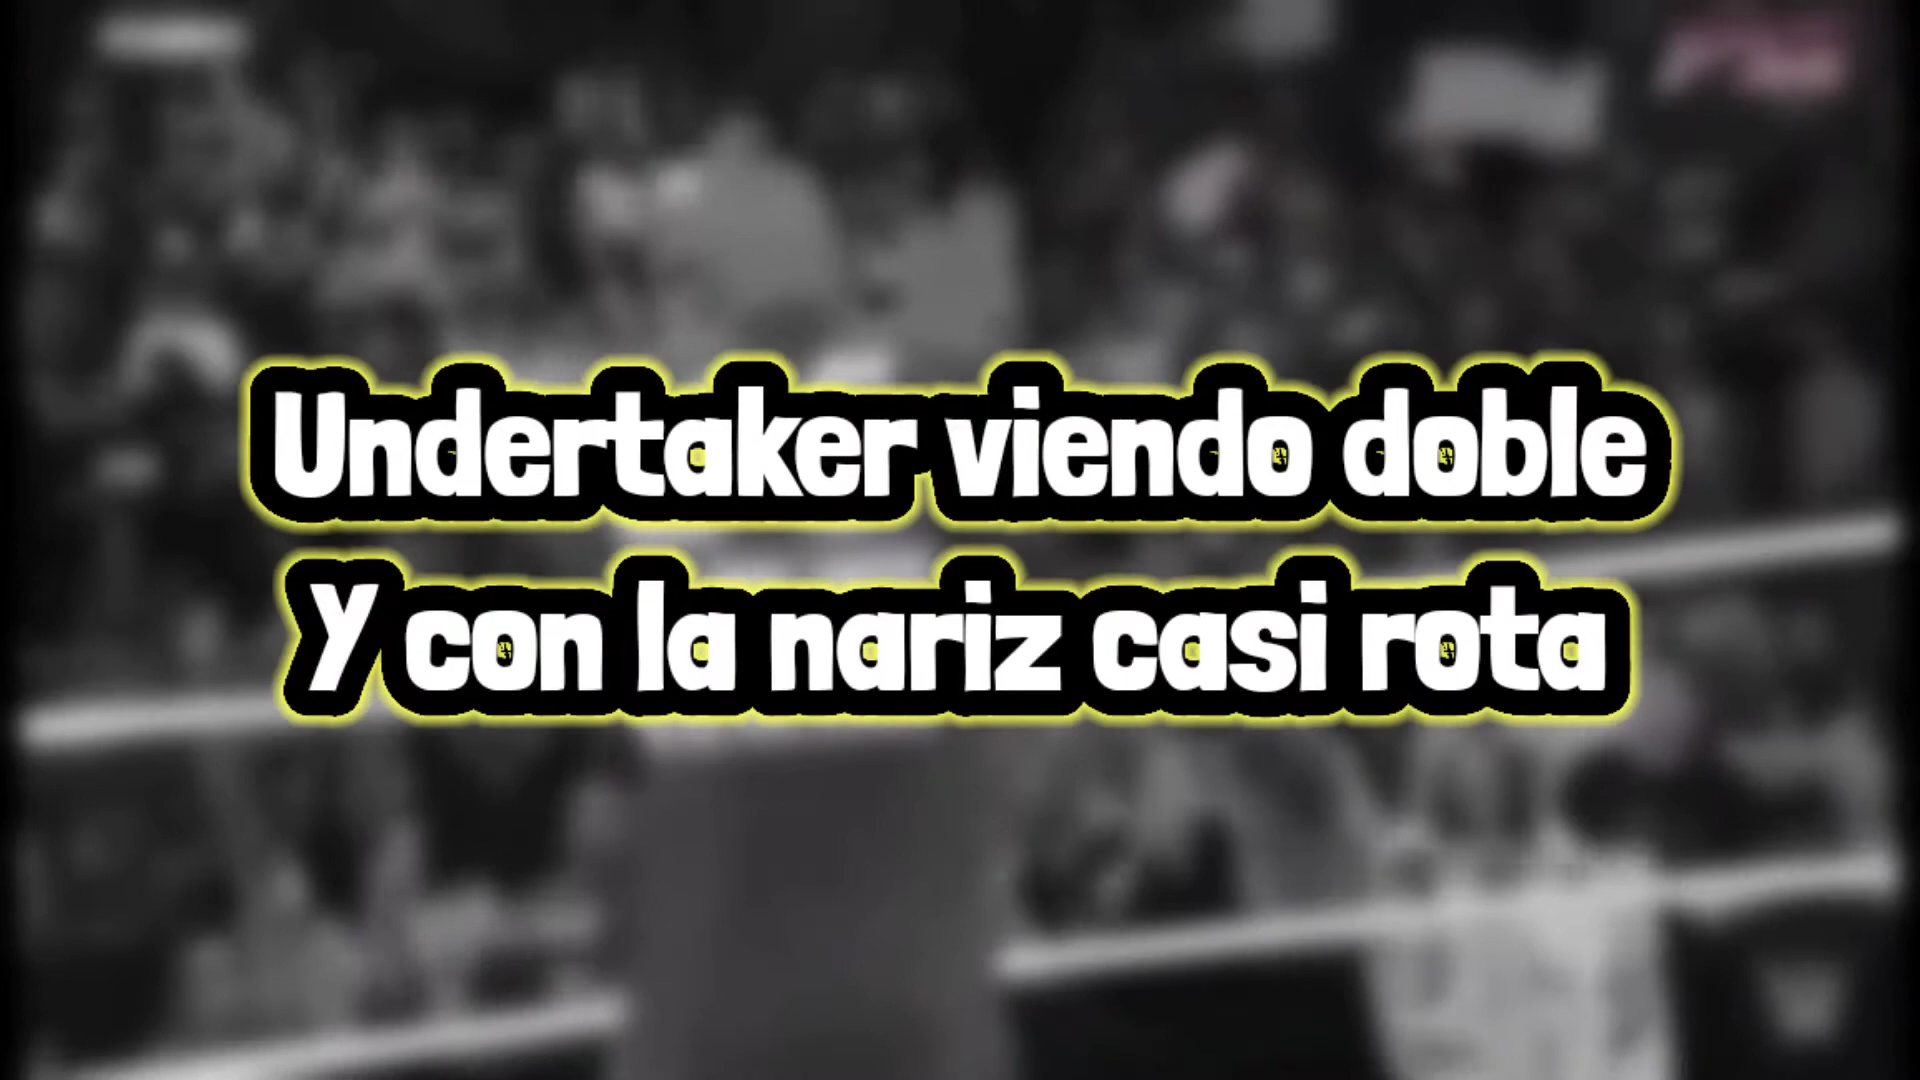 Undertaker viendo doble
Y con la nariz casi rota